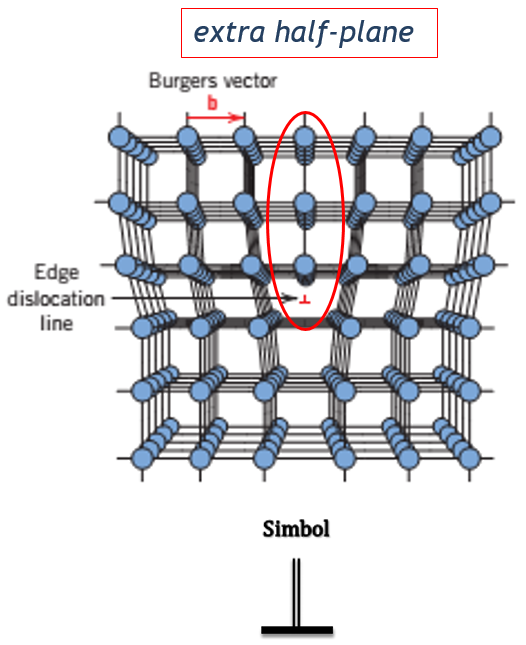 extra half-plane
Burgers vector
b
Edge
dislocation
line
⊥
Simbol